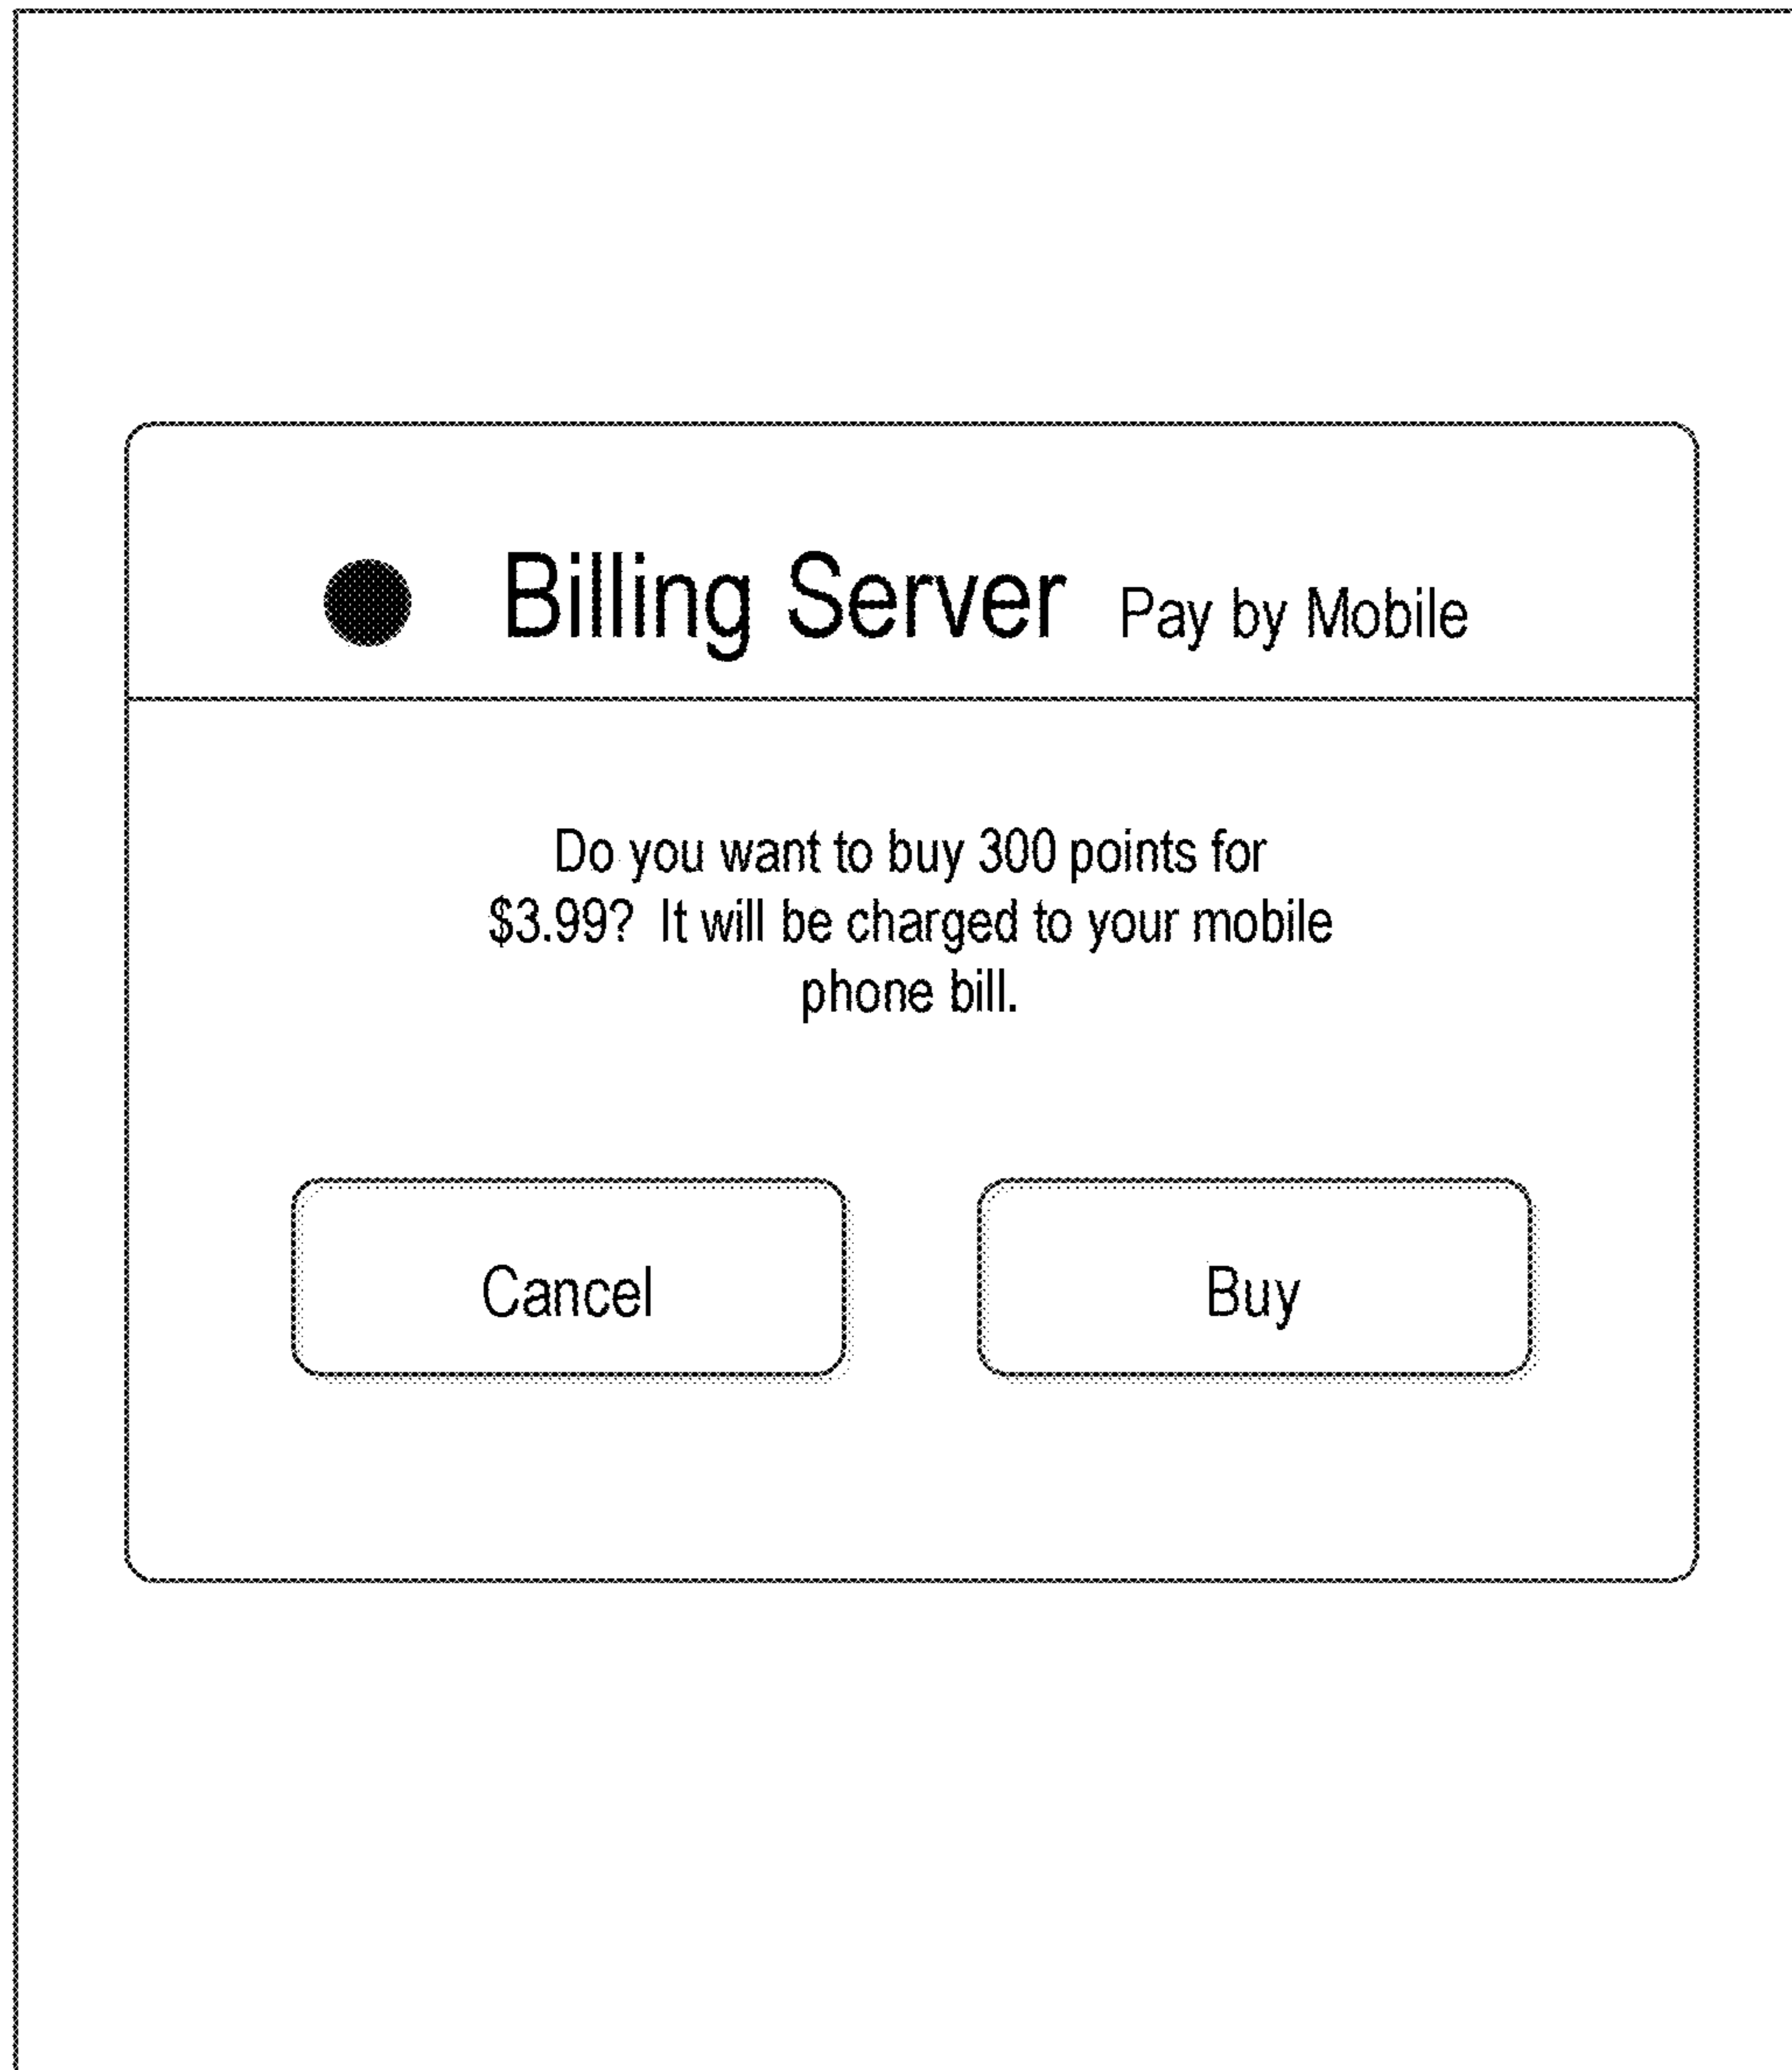 Billing Server Pay by Mobile
Do you want to buy 300 points for
$3.99? It will be charged to your mobile
phone bill.
Cancel Buy